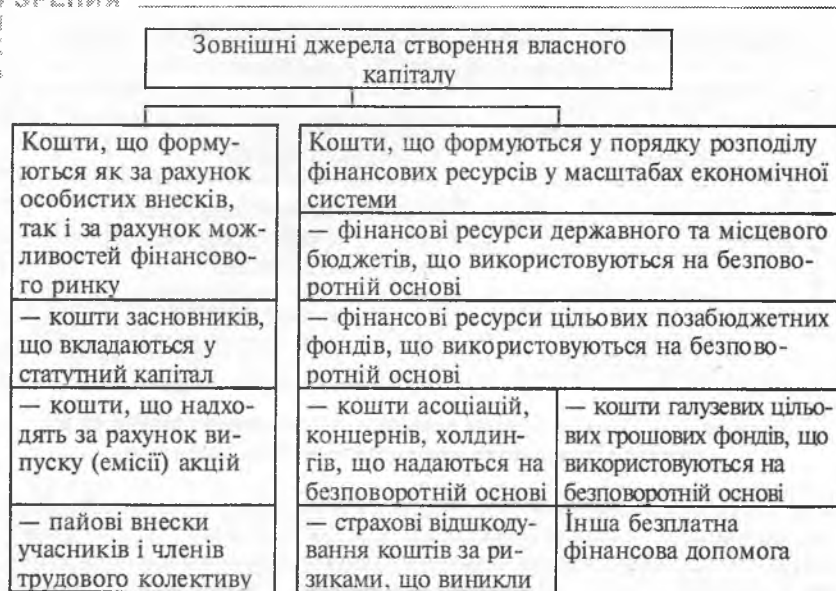 Зовнішні джерела створення власного
капіталу
Кошти, що форму-
ються як за рахунок
особистих внесків,
так і за рахунок мож-
ливостей фінансово-
го ринку
— кошти засновників,
що вкладаються у
статутний капітал
— кошти, що надхо-
дять за рахунок ви-
пуску (емісії) акцій
— пайові внески
учасників і членів
трудового колективу
Кошти, що формуються у порядку розподілу
фінансових ресурсів у масштабах економічної
системи
— фінансові ресурси державного та місцевого
бюджетів, що використовуються на безпово-
ротній основі
— фінансові ресурси цільових позабюджетних
фондів, що використовуються на безпово-
ротній основі
— кошти асоціацій,
концернів, холдин-
гів, що надаються на
безповоротній основі
— кошти галузевих цільо-
вих грошових фондів, що
використовуються на
безповоротній основі
— страхові відшкоду-
вання коштів за ри-
зиками, що виникли
Інша безплатна
фінансова допомога